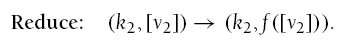 Reduce: (k₂,[v₂]) → (k₂,f([v₂])).